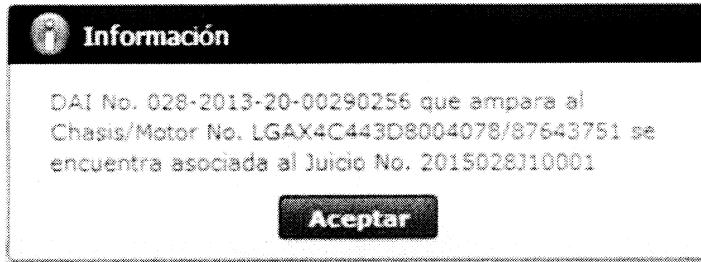 Información
DAI No. 028-2013-20-00290256 que ampara al
Chasis/Motor No. LGAX4C443D8004078/87643751 se
encuentra asociada al Juicio No. 2015028J10001
Aceptar